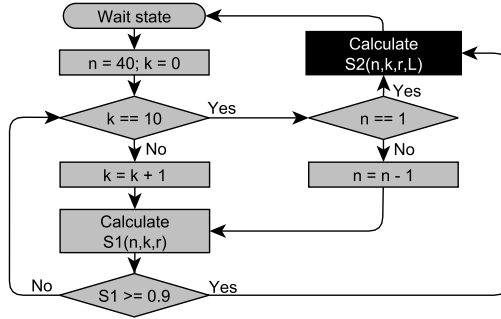 Wait state
n = 40; k = 0
Calculate
S2(n,k,r,L)
k == 10
Yes
n == 1
Yes
No
No
k = k + 1
n = n - 1
Calculate
S1(n,k,r)
S1 >= 0.9
No
Yes